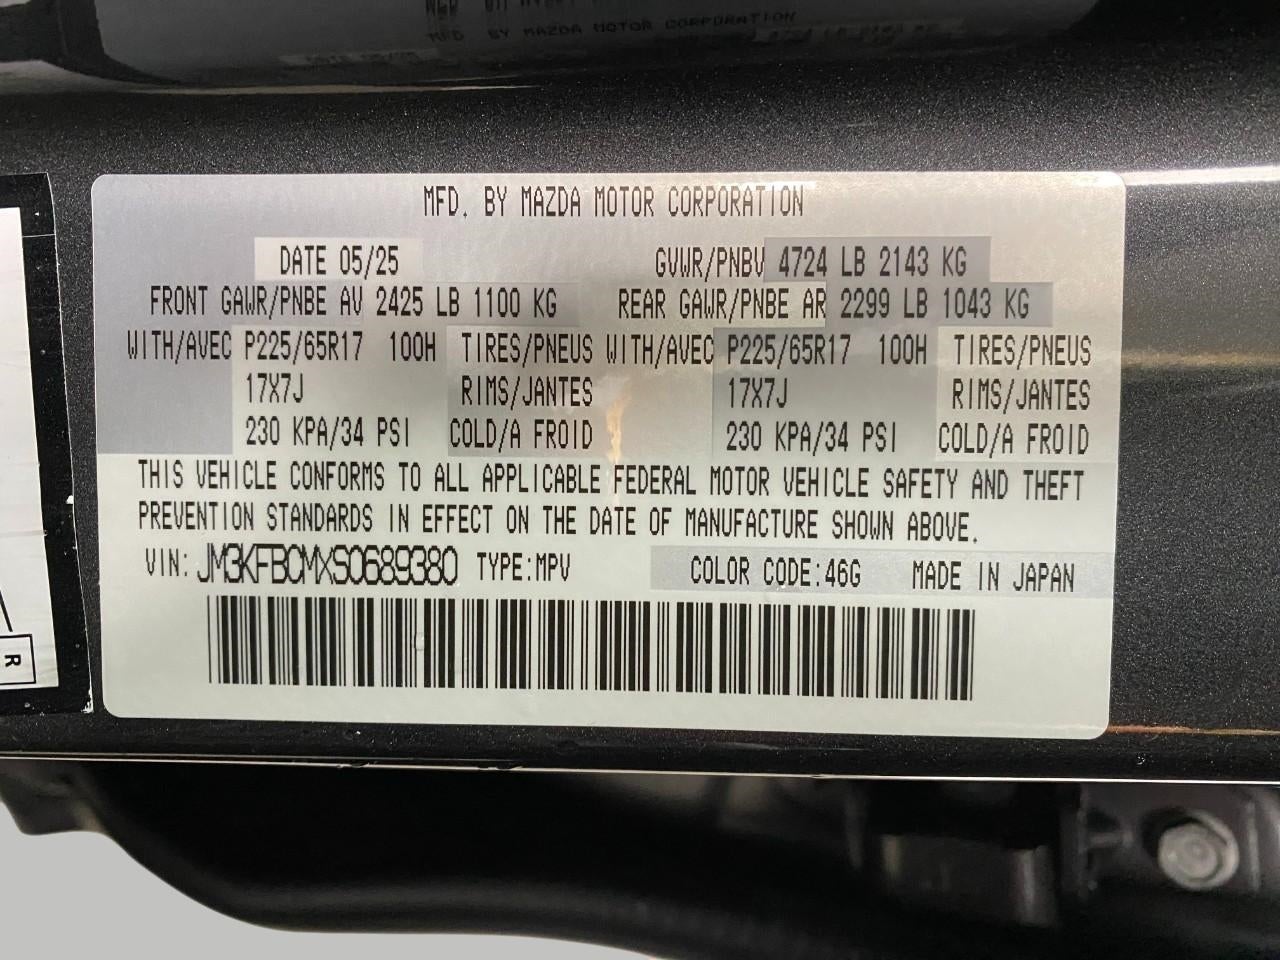 MFD. BY MAZDA MOTOR CORPORATION
MFD. BY MAZDA MOTOR CORPORATION
DATE 05/25 GVWR/PNBV 4724 LB 2143 KG
FRONT GAWR/PNBE AV 2425 LB 1100 KG REAR GAWR/PNBE AR 2299 LB 1043 KG
WITH/AVEC P225/65R17 100H TIRES/PNEUS WITH/AVEC P225/65R17 100H TIRES/PNEUS
17X7J RIMS/JANTES 17X7J RIMS/JANTES
230 KPA/34 PSI COLD/A FROID 230 KPA/34 PSI COLD/A FROID
THIS VEHICLE CONFORMS TO ALL APPLICABLE FEDERAL MOTOR VEHICLE SAFETY AND THEFT
PREVENTION STANDARDS IN EFFECT ON THE DATE OF MANUFACTURE SHOWN ABOVE.
VIN: JM3KFBCMXS0689380 TYPE:MPV COLOR CODE:46G MADE IN JAPAN
R